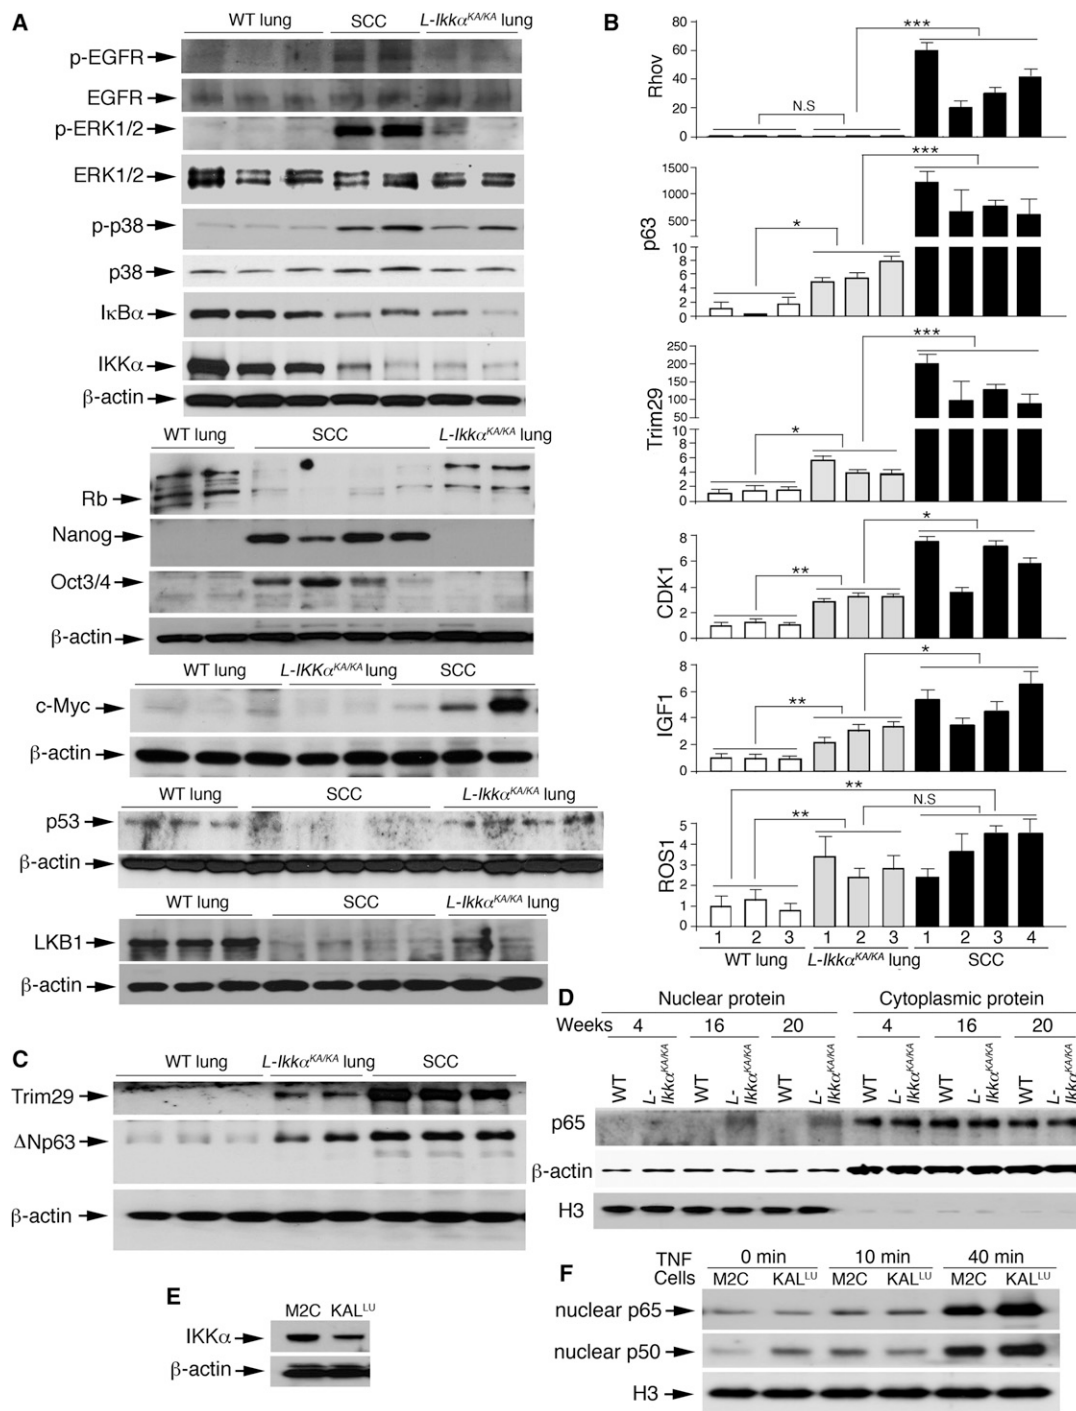 A
WT lung SCC L-Ikkα^KA/KA lung
p-EGFR
EGFR
p-ERK1/2
ERK1/2
p-p38
p38
IκBα
IKKα
β-actin
WT lung SCC L-Ikkα^KA/KA lung
Rb
Nanog
Oct3/4
β-actin
WT lung L-IKKα^KA/KA lung SCC
c-Myc
β-actin
WT lung SCC L-Ikkα^KA/KA lung
p53
β-actin
WT lung SCC L-Ikkα^KA/KA lung
LKB1
β-actin
B
Rhov
80
60
40
20
0
N.S
***
p63
1500
1000
500
10
8
6
4
2
0
*
***
Trim29
250
200
150
100
50
10
8
6
4
2
0
*
***
CDK1
8
6
4
2
0
**
*
IGF1
8
6
4
2
0
**
*
ROS1
5
4
3
2
1
0
**
**
N.S
1 2 3 1 2 3 1 2 3 4
WT lung L-Ikkα^KA/KA lung SCC
C
WT lung L-Ikkα^KA/KA lung SCC
Trim29
ΔNp63
β-actin
D
Nuclear protein Cytoplasmic protein
Weeks 4 16 20 4 16 20
WT L-Ikkα^KA/KA WT L-Ikkα^KA/KA WT L-Ikkα^KA/KA WT L-Ikkα^KA/KA WT L-Ikkα^KA/KA WT L-Ikkα^KA/KA
p65
β-actin
H3
E
M2C KAL^LU
IKKα
β-actin
F
TNF 0 min 10 min 40 min
Cells M2C KAL^LU M2C KAL^LU M2C KAL^LU
nuclear p65
nuclear p50
H3